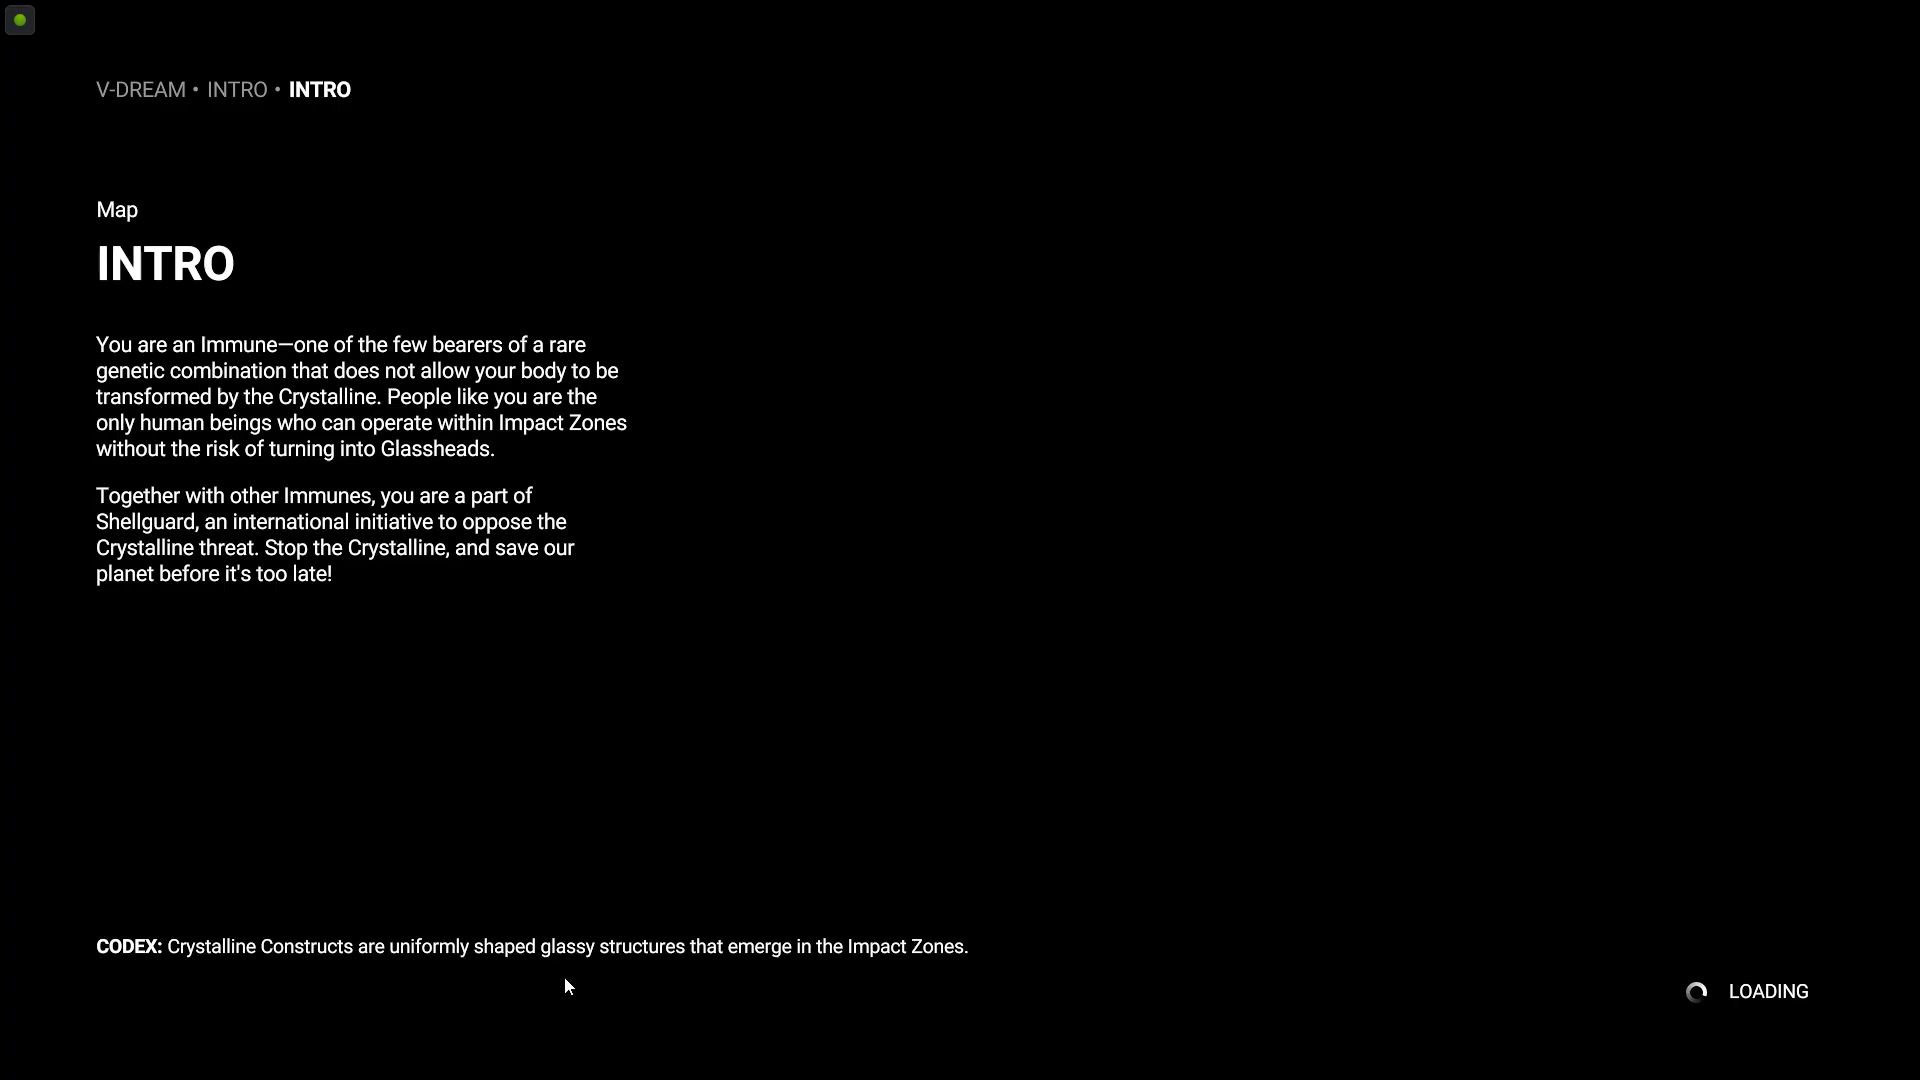 V-DREAM • INTRO • INTRO
Map
INTRO
You are an Immune—one of the few bearers of a rare
genetic combination that does not allow your body to be
transformed by the Crystalline. People like you are the
only human beings who can operate within Impact Zones
without the risk of turning into Glassheads.
Together with other Immunes, you are a part of
Shellguard, an international initiative to oppose the
Crystalline threat. Stop the Crystalline, and save our
planet before it's too late!
CODEX: Crystalline Constructs are uniformly shaped glassy structures that emerge in the Impact Zones.
LOADING